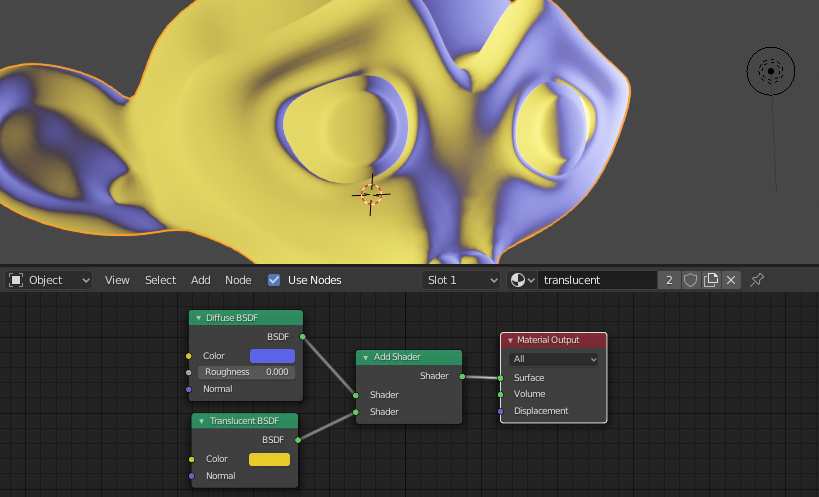 Object View Select Add Node Use Nodes Slot 1 translucent 2
Diffuse BSDF
BSDF
Color
Roughness 0.000
Normal
Translucent BSDF
BSDF
Color
Normal
Add Shader
Shader
Shader
Shader
Material Output
All
Surface
Volume
Displacement